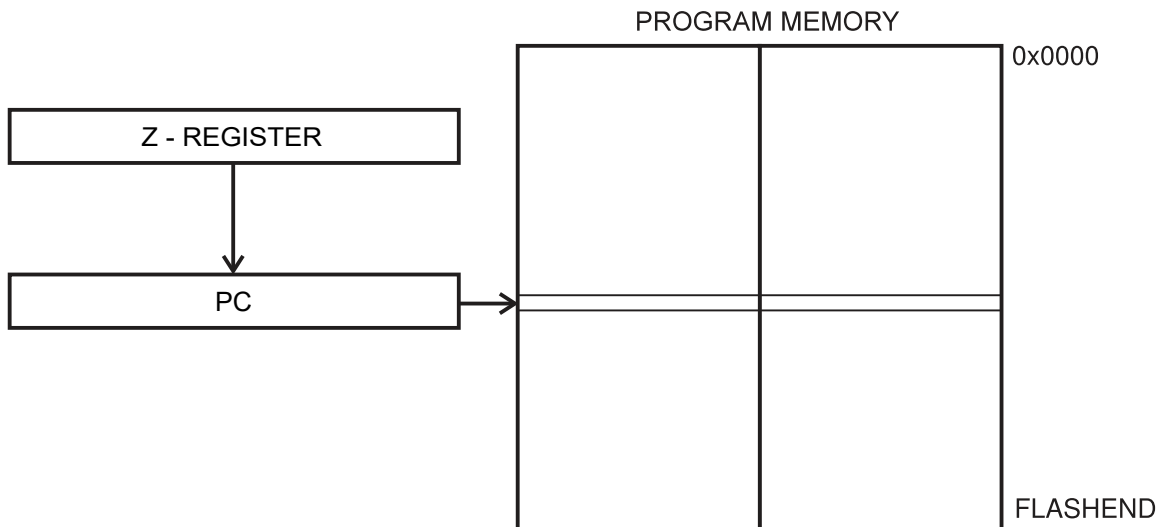 PROGRAM MEMORY
0x0000
Z - REGISTER
PC
FLASHEND